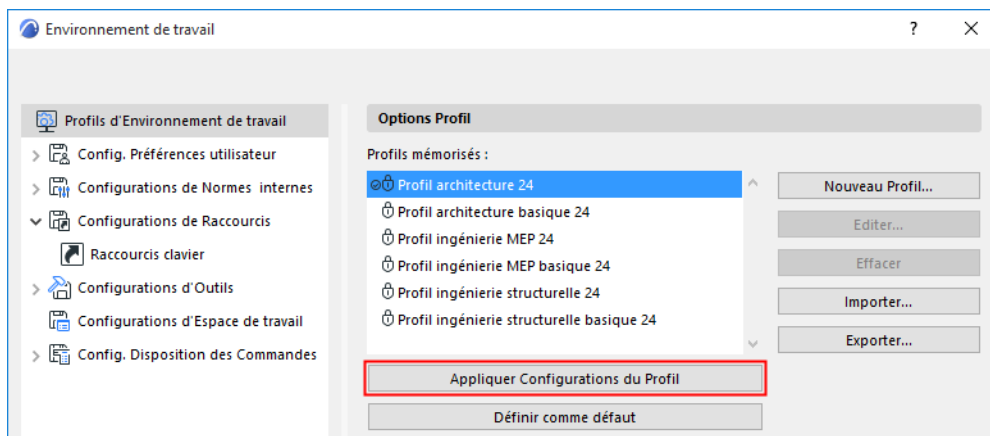 Environnement de travail
?
Profils d'Environnement de travail
Config. Préférences utilisateur
Configurations de Normes internes
Configurations de Raccourcis
Raccourcis clavier
Configurations d'Outils
Configurations d'Espace de travail
Config. Disposition des Commandes
Options Profil
Profils mémorisés :
Profil architecture 24
Profil architecture basique 24
Profil ingénierie MEP 24
Profil ingénierie MEP basique 24
Profil ingénierie structurelle 24
Profil ingénierie structurelle basique 24
Nouveau Profil...
Editer...
Effacer
Importer...
Exporter...
Appliquer Configurations du Profil
Définir comme défaut